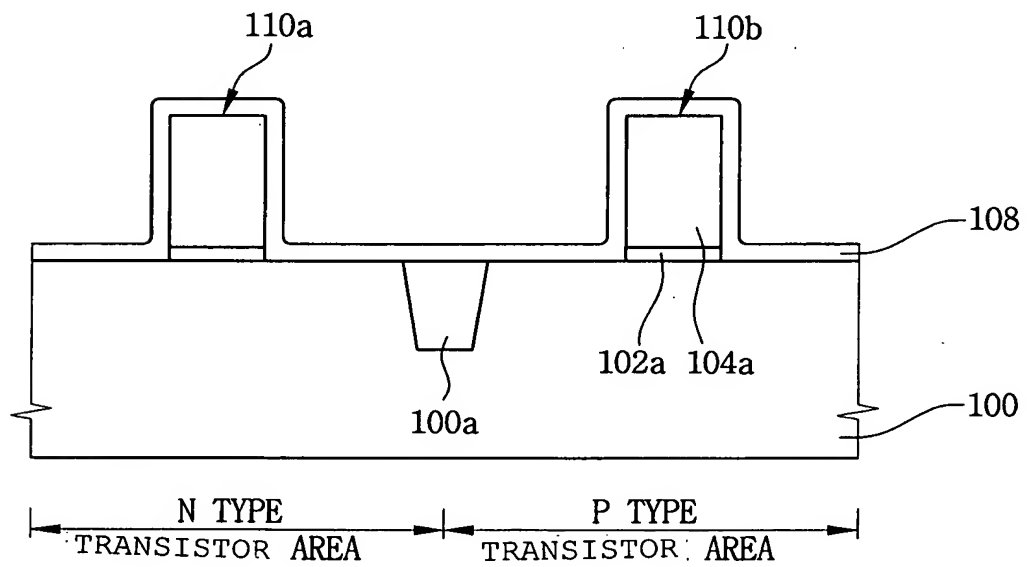 110a
110b
108
102a
104a
100a
100
N TYPE
TRANSISTOR AREA
P TYPE
TRANSISTOR AREA